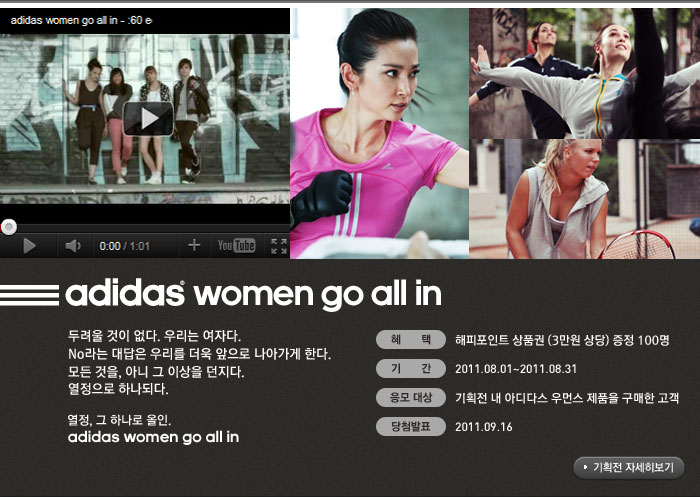 adidas women go all in - :60
0:00 / 1:01
YouTube
adidas
adidas women go all in
두려울 것이 없다. 우리는 여자다.
No라는 대답은 우리를 더욱 앞으로 나아가게 한다.
모든 것을, 아니 그 이상을 던지다.
열정으로 하나되다.
열정, 그 하나로 올인.
adidas women go all in
혜 택 해피포인트 상품권 (3만원 상당) 증정 100명
기 간 2011.08.01~2011.08.31
응모 대상 기획전 내 아디다스 우먼스 제품을 구매한 고객
당첨발표 2011.09.16
기획전 자세히보기